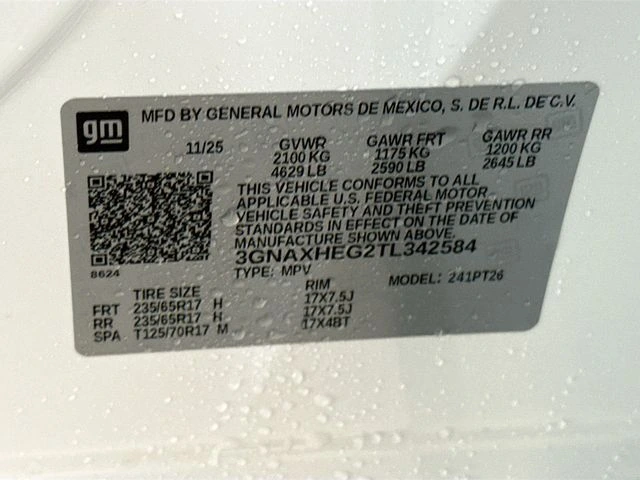 gm
MFD BY GENERAL MOTORS DE MEXICO, S. DE R.L. DE C.V.
11/25 GVWR GAWR FRT GAWR RR
2100 KG 1175 KG 1200 KG
4629 LB 2590 LB 2645 LB
THIS VEHICLE CONFORMS TO ALL
APPLICABLE U.S. FEDERAL MOTOR
VEHICLE SAFETY AND THEFT PREVENTION
STANDARDS IN EFFECT ON THE DATE OF
MANUFACTURE SHOWN ABOVE.
3GNAXHEG2TL342584
8624
TYPE: MPV MODEL: 241PT26
TIRE SIZE RIM
FRT 235/65R17 H 17X7.5J
RR 235/65R17 H 17X7.5J
SPA T125/70R17 M 17X4BT